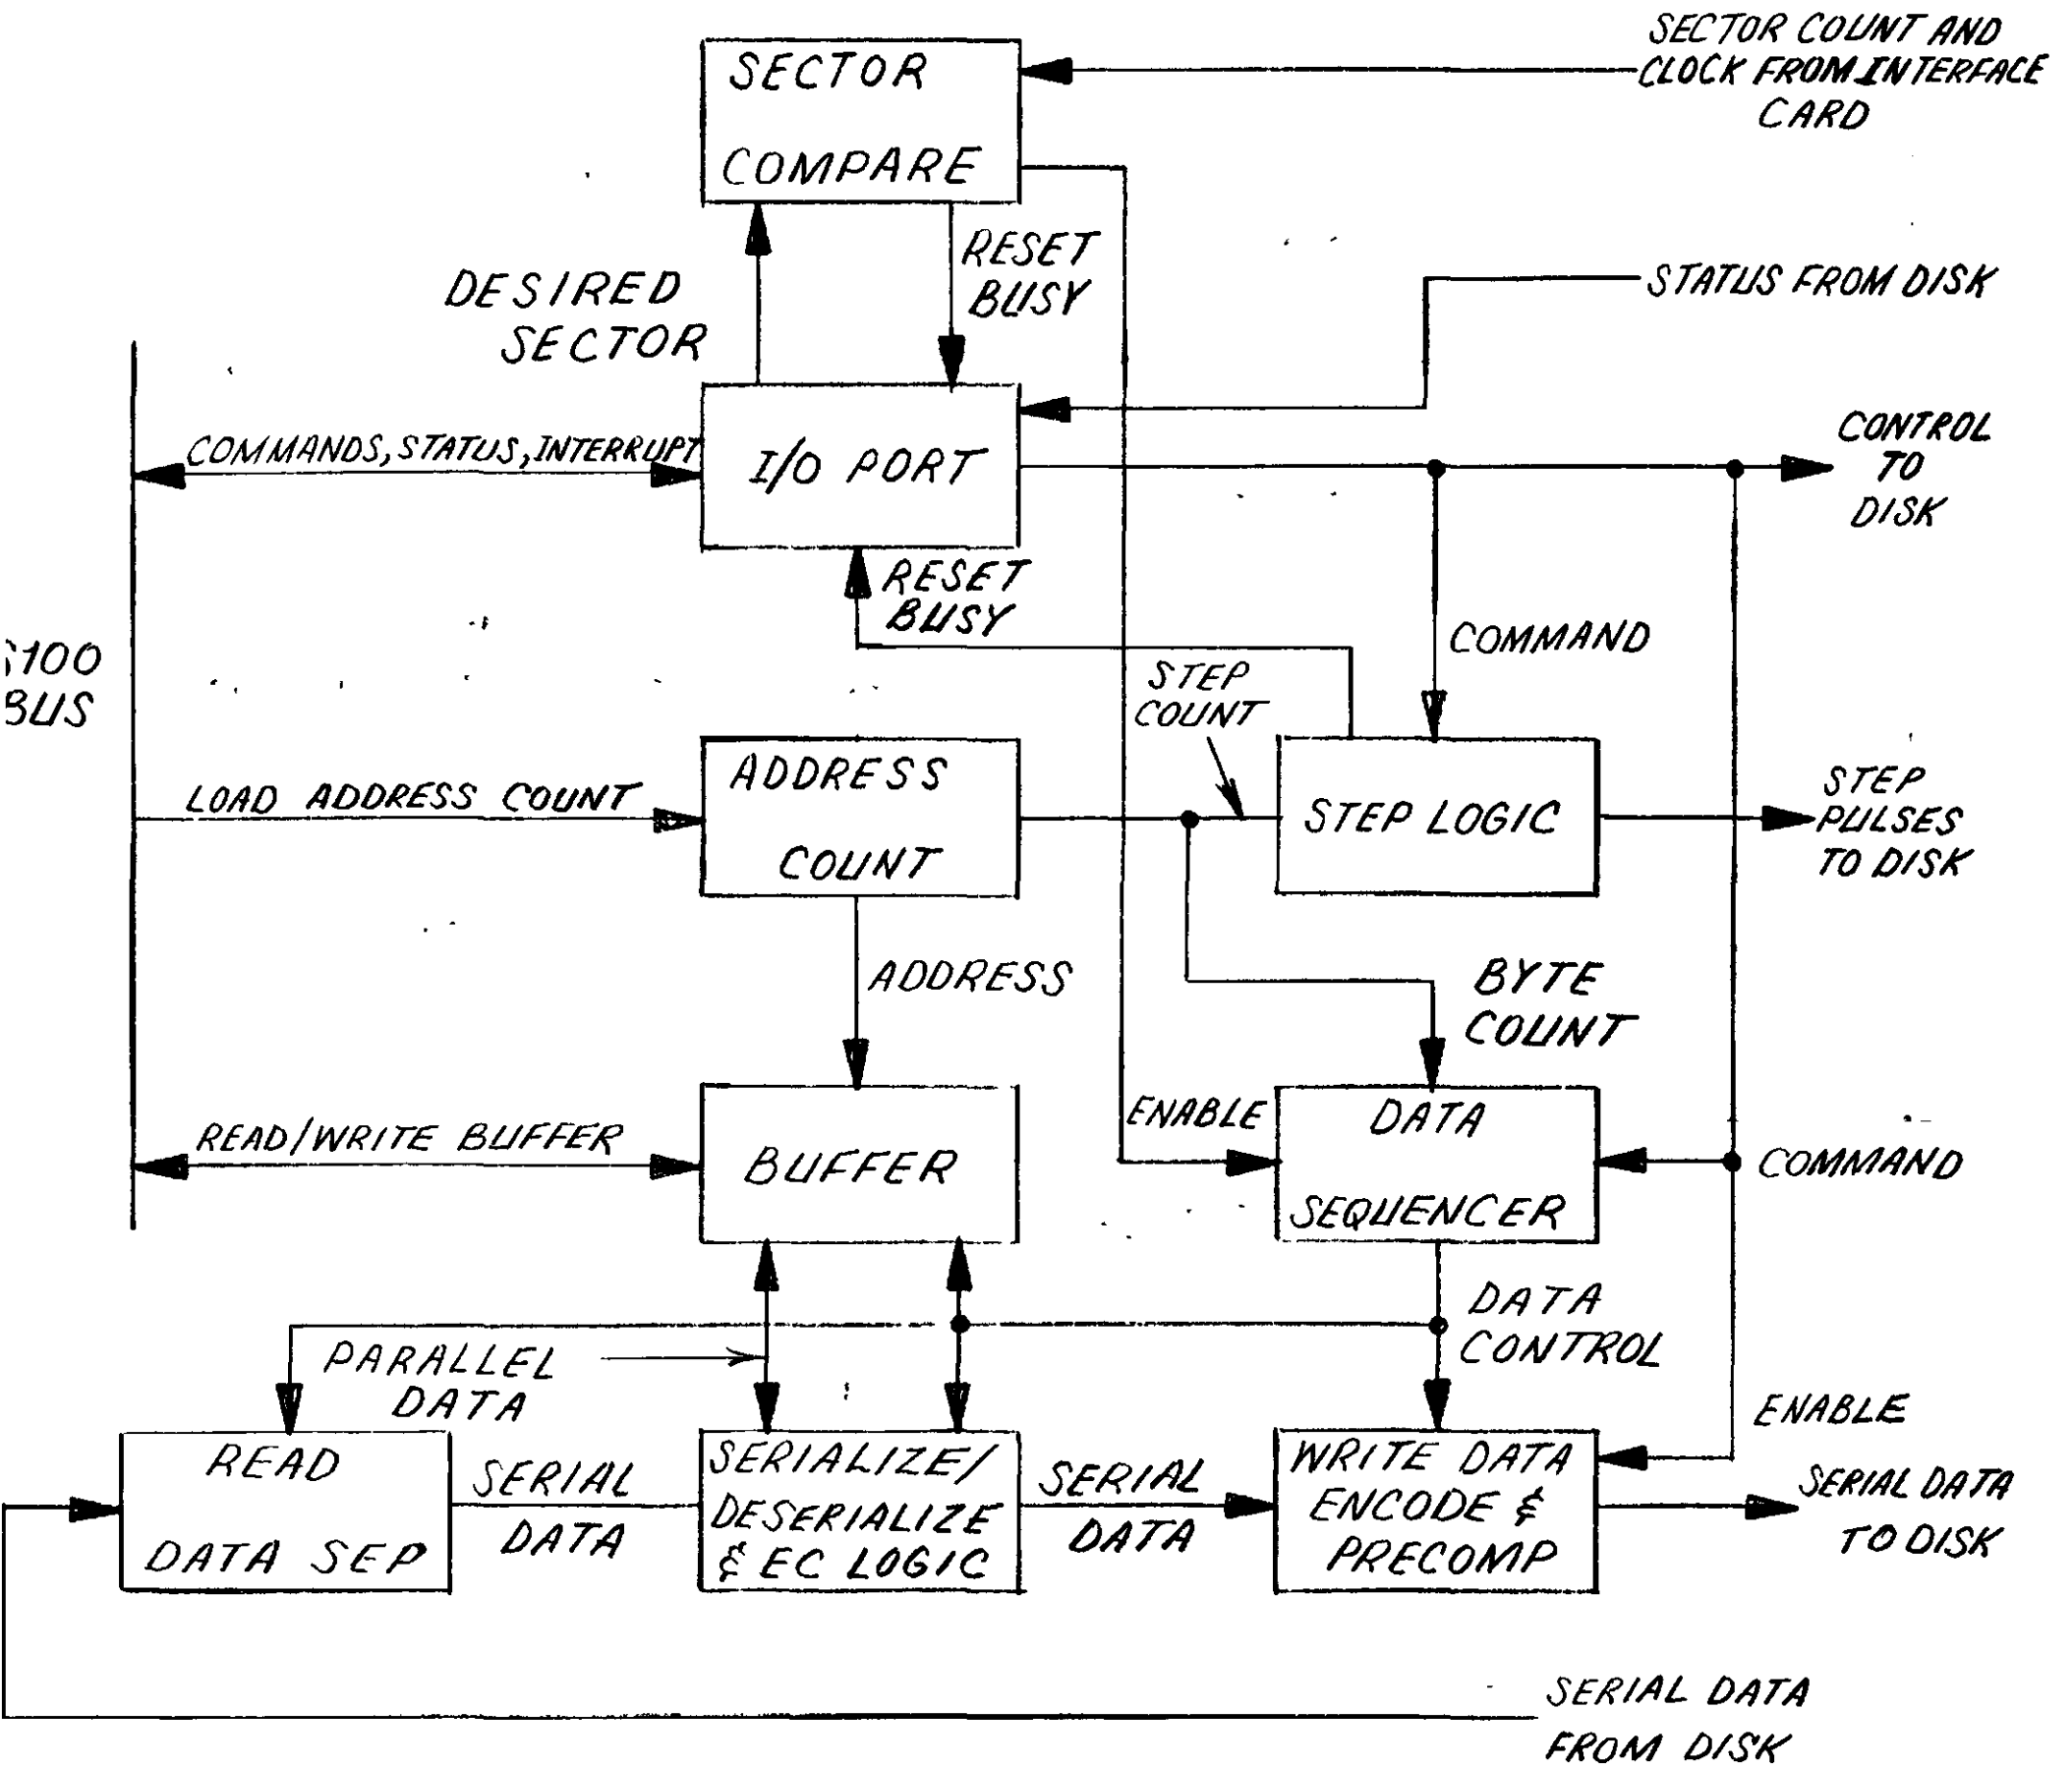 SECTOR COUNT AND
CLOCK FROM INTERFACE
CARD
SECTOR
COMPARE
RESET
BUSY
DESIRED
SECTOR
STATUS FROM DISK
COMMANDS, STATUS, INTERRUPT
I/O PORT
CONTROL
TO
DISK
RESET
BUSY
COMMAND
S100
BUS
STEP
COUNT
LOAD ADDRESS COUNT
ADDRESS
COUNT
STEP LOGIC
STEP
PULSES
TO DISK
ADDRESS
BYTE
COUNT
READ/WRITE BUFFER
BUFFER
ENABLE
DATA
SEQUENCER
COMMAND
DATA
CONTROL
PARALLEL
DATA
ENABLE
READ
DATA SEP
SERIAL
DATA
SERIALIZE/
DESERIALIZE
& EC LOGIC
SERIAL
DATA
WRITE DATA
ENCODE &
PRECOMP
SERIAL DATA
TO DISK
SERIAL DATA
FROM DISK